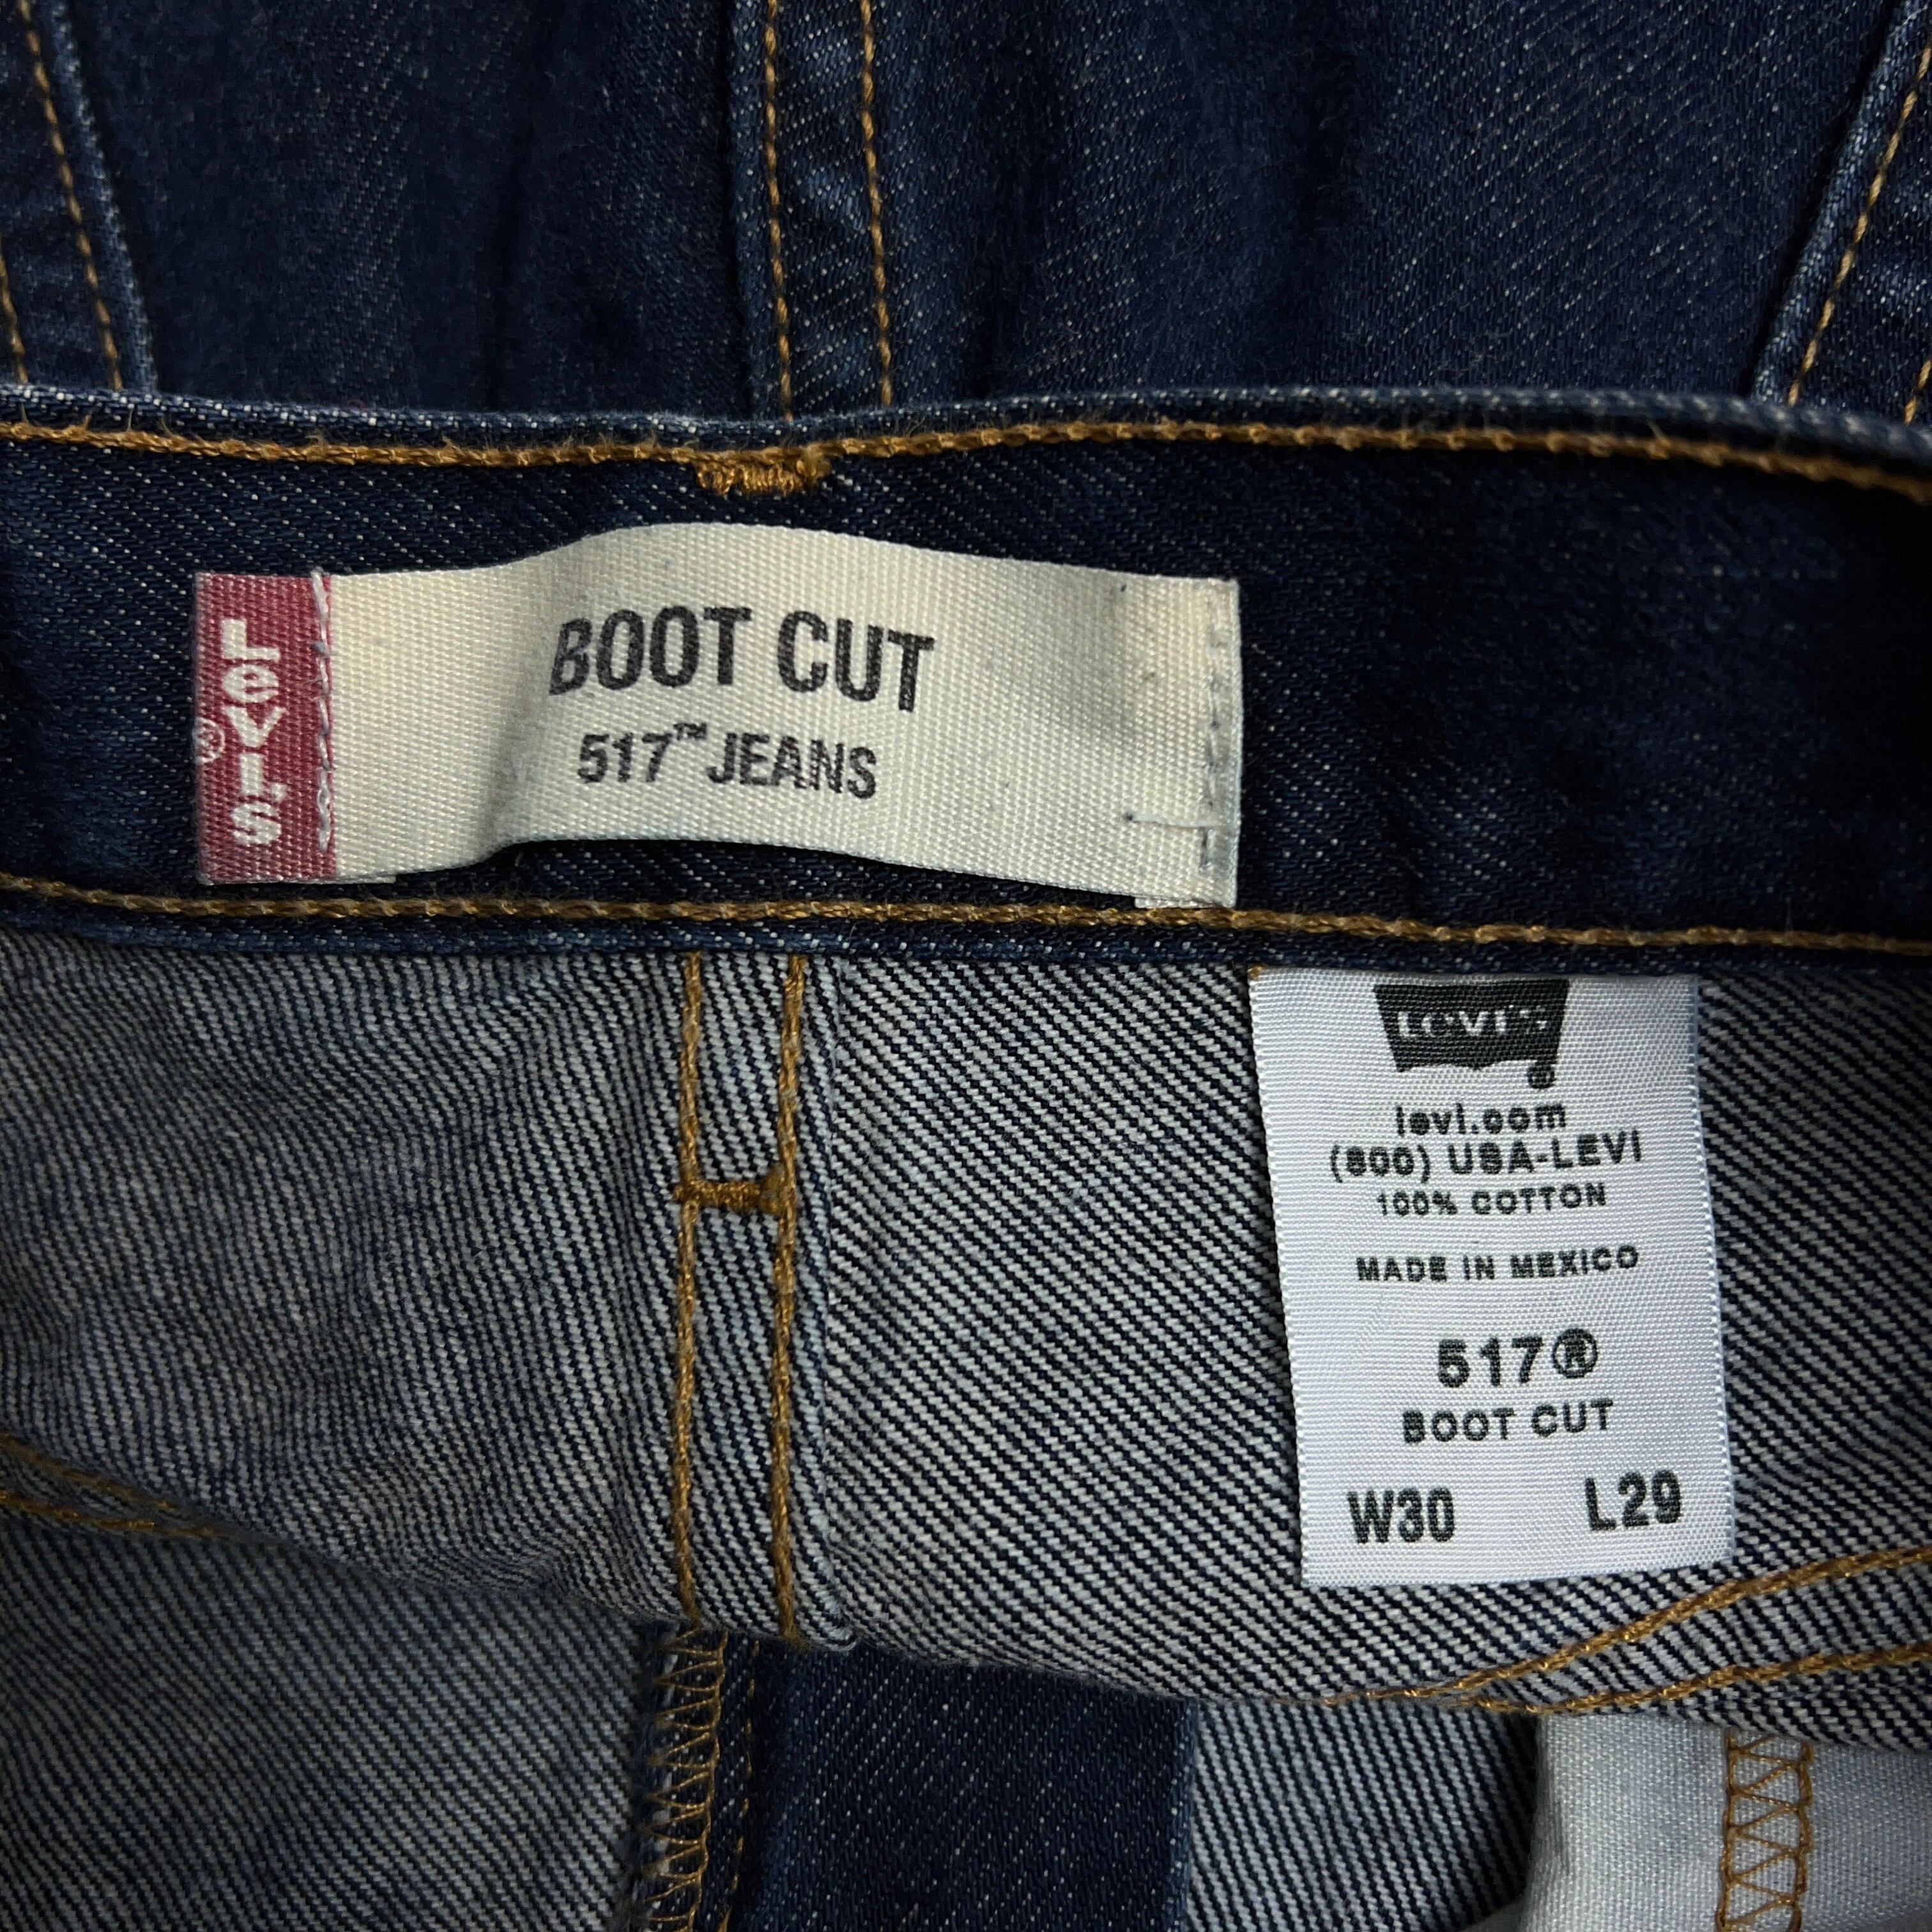 Levi's®
BOOT CUT
517™ JEANS
Levi's®
levi.com
(800) USA-LEVI
100% COTTON
MADE IN MEXICO
517®
BOOT CUT
W30 L29